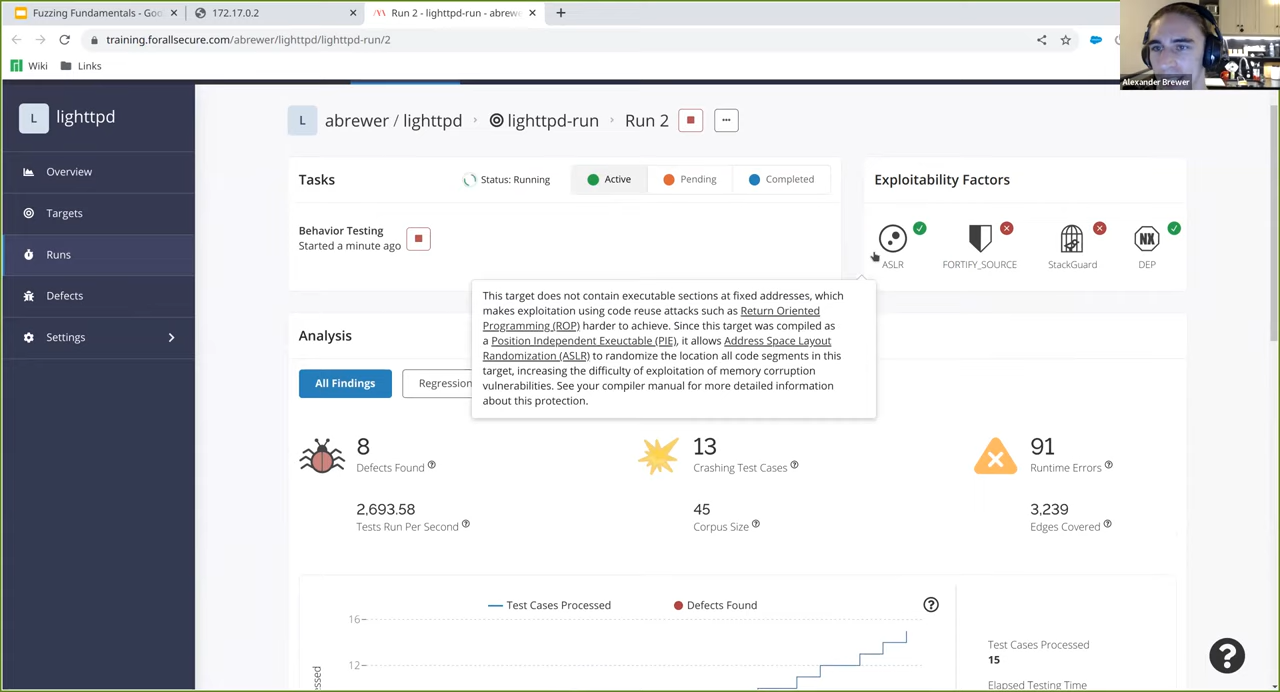 Fuzzing Fundamentals - Goo
172.17.0.2
Run 2 - lighttpd-run - abrewe
training.forallsecure.com/abrewer/lighttpd/lighttpd-run/2
Wiki
Links
Alexander Brewer
L
lighttpd
Overview
Targets
Runs
Defects
Settings
L
abrewer / lighttpd
lighttpd-run
Run 2
Tasks
Status: Running
Active
Pending
Completed
Behavior Testing
Started a minute ago
Exploitability Factors
ASLR
FORTIFY_SOURCE
StackGuard
NX
DEP
This target does not contain executable sections at fixed addresses, which
makes exploitation using code reuse attacks such as Return Oriented
Programming (ROP) harder to achieve. Since this target was compiled as
a Position Independent Exeuctable (PIE), it allows Address Space Layout
Randomization (ASLR) to randomize the location all code segments in this
target, increasing the difficulty of exploitation of memory corruption
vulnerabilities. See your compiler manual for more detailed information
about this protection.
Analysis
All Findings
Regression
8
Defects Found
13
Crashing Test Cases
91
Runtime Errors
2,693.58
Tests Run Per Second
45
Corpus Size
3,239
Edges Covered
Test Cases Processed
Defects Found
16
12
essed
Test Cases Processed
15
Elapsed Testing Time